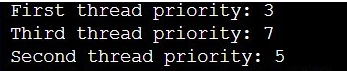 First thread priority: 3
Third thread priority: 7
Second thread priority: 5